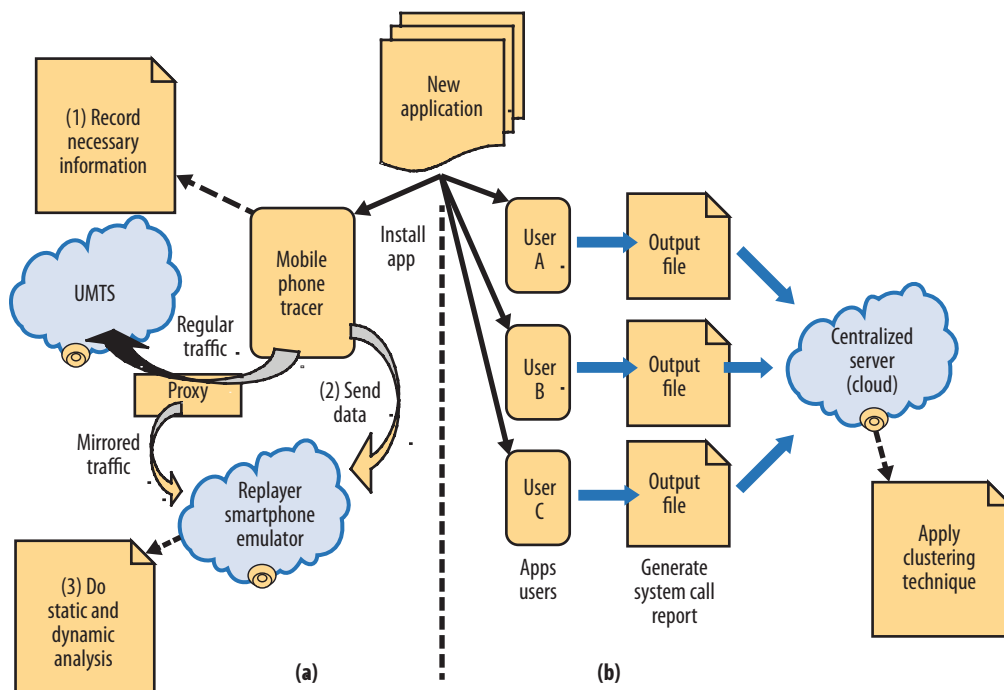 New
application
(1) Record
necessary
information
Mobile
phone
tracer
Install
app
UMTS
Regular
traffic
Proxy
(2) Send
data
Mirrored
traffic
Replayer
smartphone
emulator
(3) Do
static and
dynamic
analysis
(a)
User
A
Output
file
User
B
Output
file
User
C
Output
file
Centralized
server
(cloud)
Apps
users
Generate
system call
report
Apply
clustering
technique
(b)